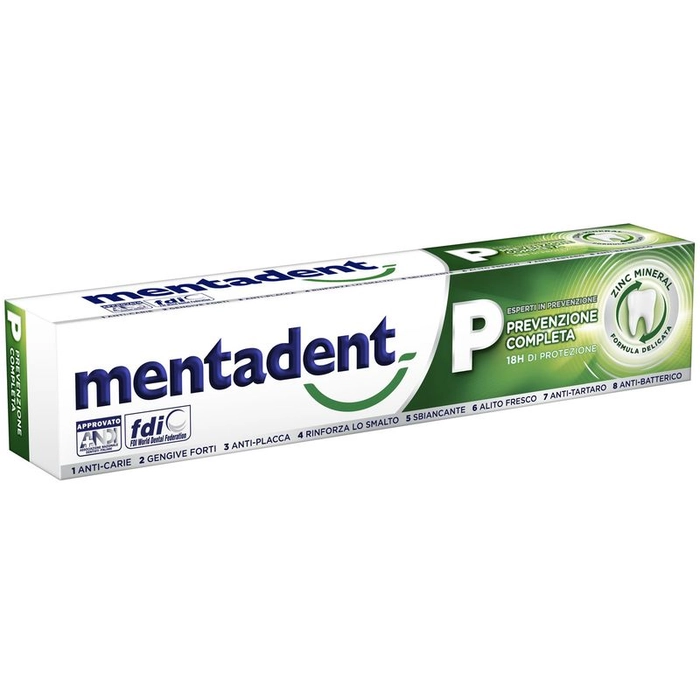 mentadent
P
ESPERTI IN PREVENZIONE
PREVENZIONE
COMPLETA
18H DI PROTEZIONE
ZINC MINERAL
FORMULA DELICATA
APPROVATO
ANDI
fdi
FDI World Dental Federation
1 ANTI-CARIE 2 GENGIVE FORTI 3 ANTI-PLACCA 4 RINFORZA LO SMALTO 5 SBIANCANTE 6 ALITO FRESCO 7 ANTI-TARTARO 8 ANTI-BATTERICO
P
PREVENZIONE
COMPLETA
mentadent
fdi
P